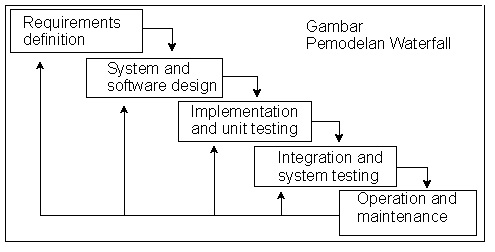 Requirements
definition
Gambar
Pemodelan Waterfall
System and
software design
Implementation
and unit testing
Integration and
system testing
Operation and
maintenance